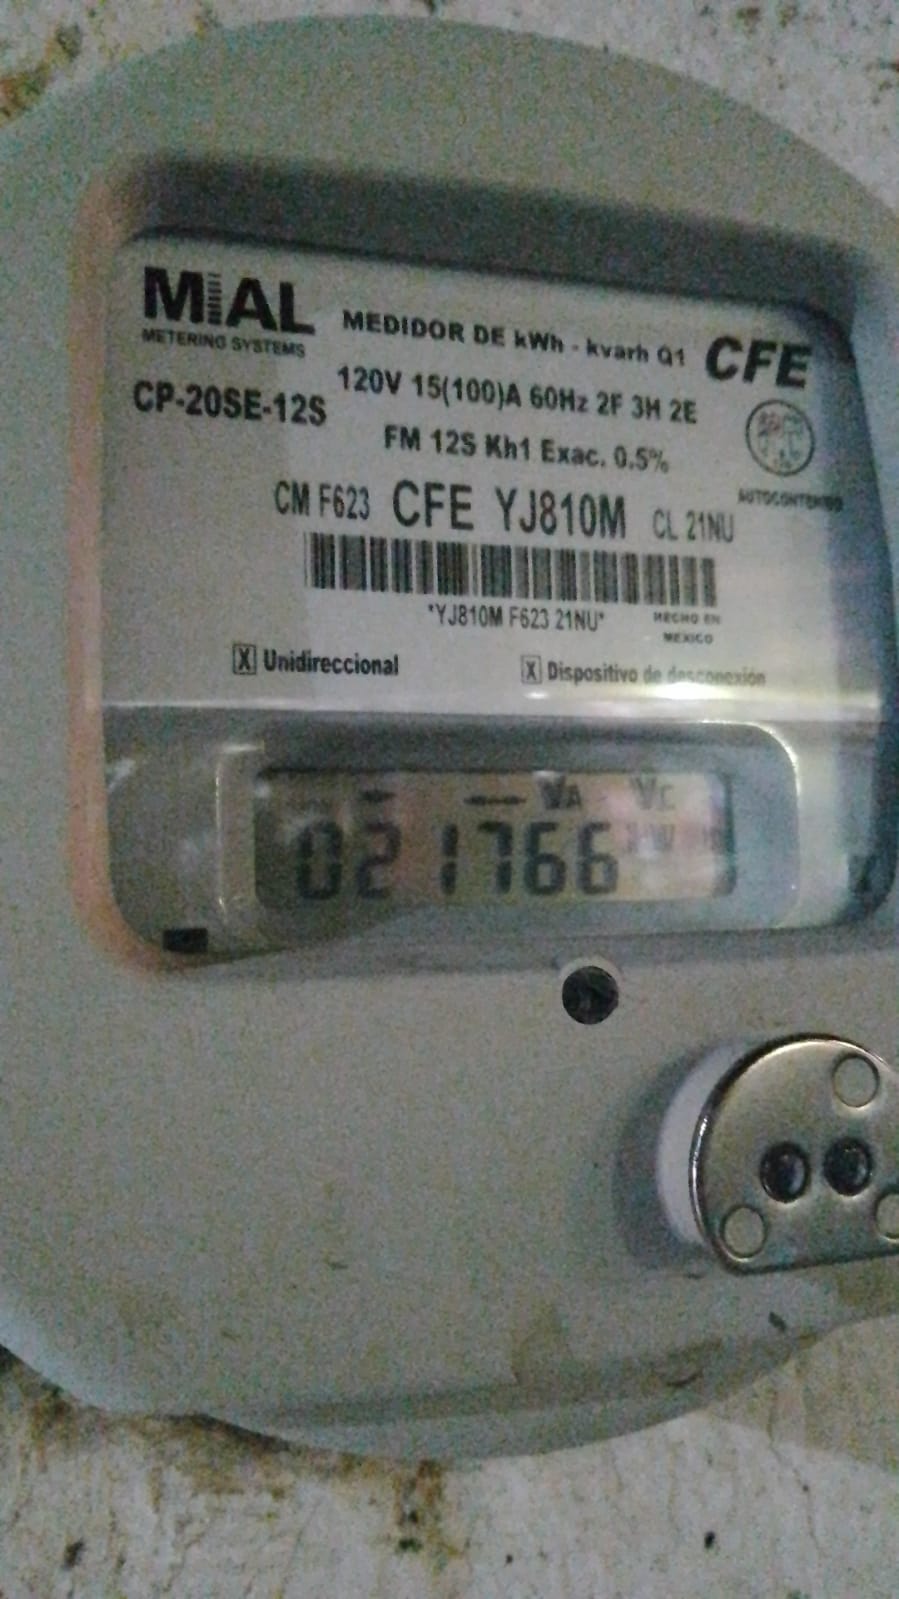 MIAL
METERING SYSTEMS
MEDIDOR DE kWh - kvarh Q1
CFE
CP-20SE-12S
120V 15(100)A 60Hz 2F 3H 2E
FM 12S Kh1 Exac. 0.5%
AUTOCONTENIDO
CM F623 CFE YJ810M CL 21NU
*YJ810M F623 21NU*
HECHO EN
MEXICO
X Unidireccional
X Dispositivo de desconexión
VA VC
021766